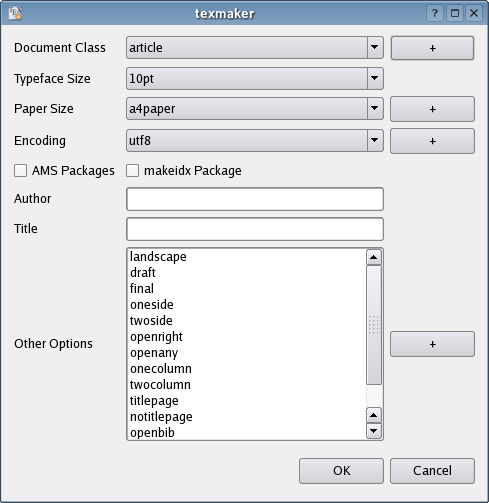 texmaker
Document Class article +
Typeface Size 10pt
Paper Size a4paper +
Encoding utf8 +
AMS Packages makeidx Package
Author
Title
landscape
draft
final
oneside
twoside
openright
Other Options +
openany
onecolumn
twocolumn
titlepage
notitlepage
openbib
OK Cancel